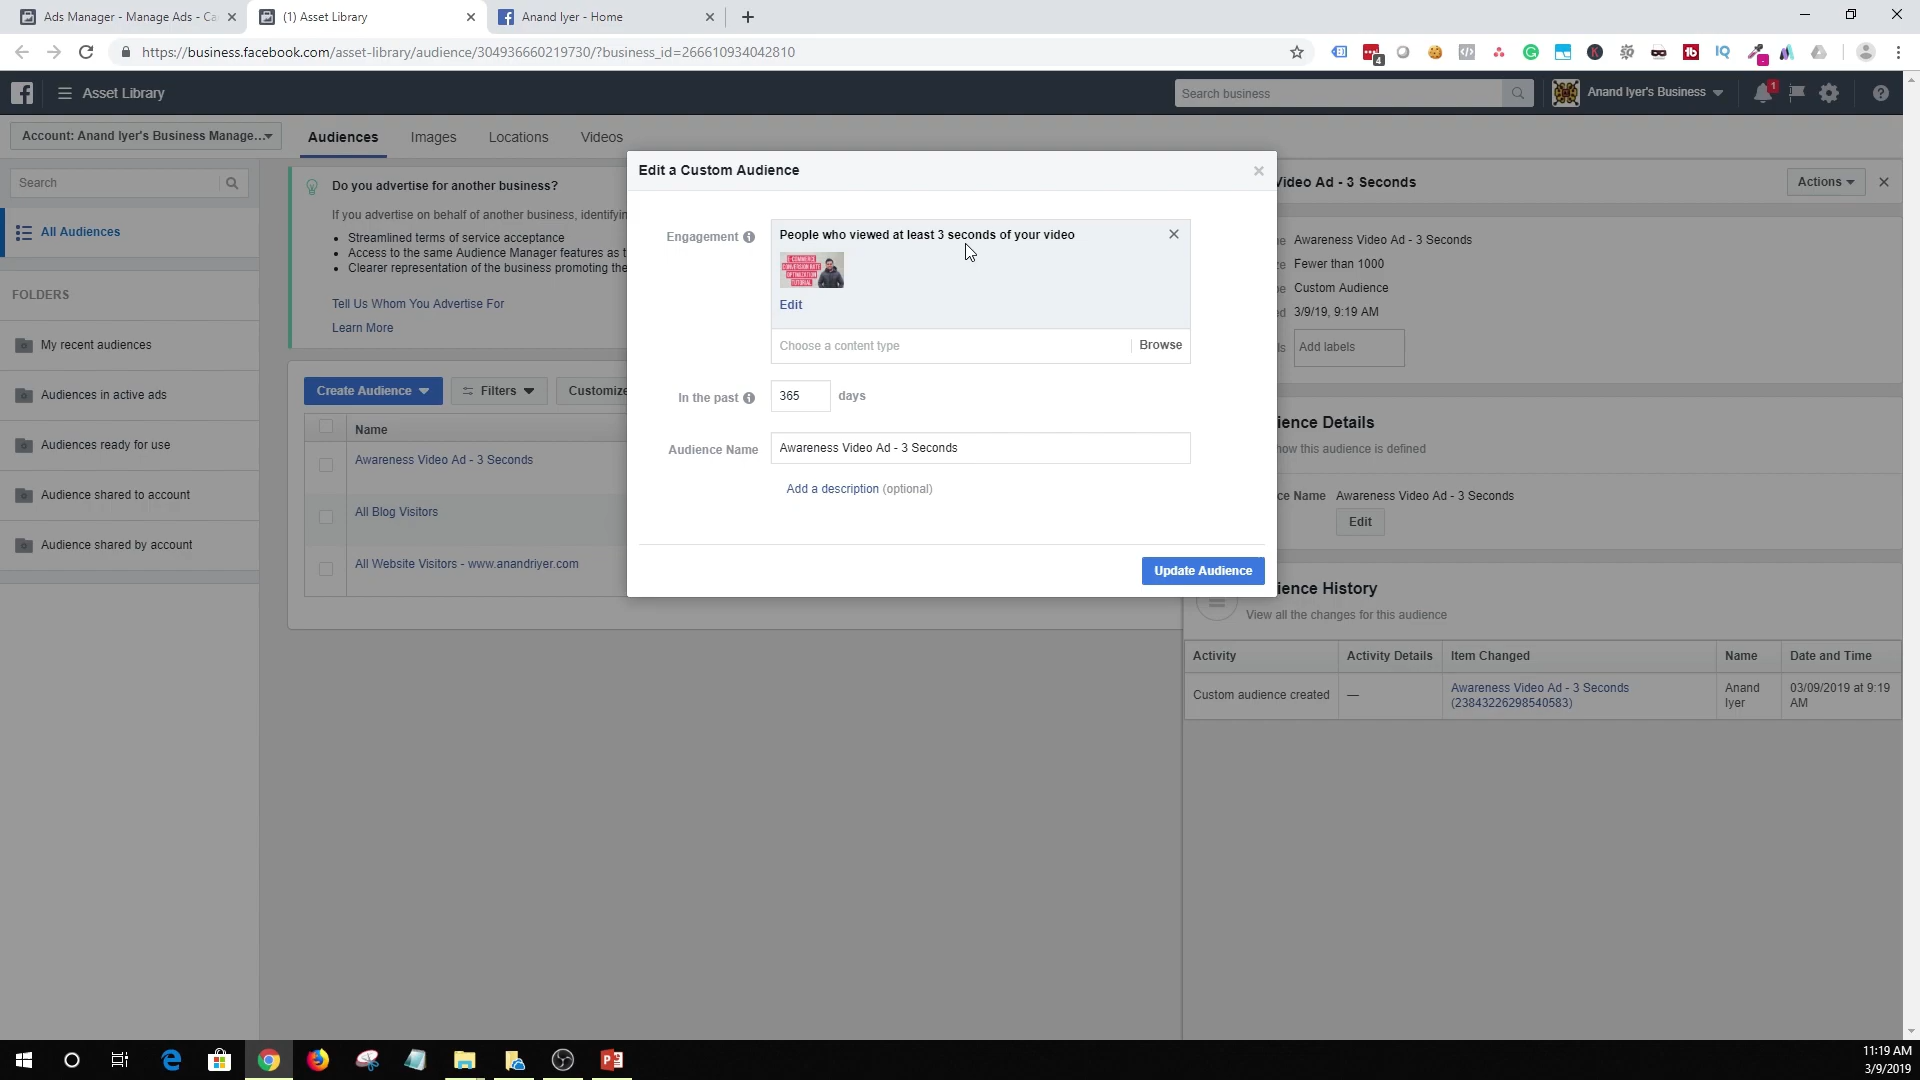 Ads Manager - Manage Ads - Ca
(1) Asset Library
Anand Iyer - Home
https://business.facebook.com/asset-library/audience/304936660219730/?business_id=266610934042810
4
Asset Library
Search business
Anand Iyer's Business
1
Account: Anand Iyer's Business Manage...
Audiences
Images
Locations
Videos
Search
All Audiences
FOLDERS
My recent audiences
Audiences in active ads
Audiences ready for use
Audience shared to account
Audience shared by account
Do you advertise for another business?
If you advertise on behalf of another business, identifyin
Streamlined terms of service acceptance
Access to the same Audience Manager features as t
Clearer representation of the business promoting the
Tell Us Whom You Advertise For
Learn More
Create Audience
Filters
Customize
Name
Awareness Video Ad - 3 Seconds
All Blog Visitors
All Website Visitors - www.anandriyer.com
Edit a Custom Audience
Engagement
People who viewed at least 3 seconds of your video
E-COMMERCE
CONVERSION RATE
OPTIMIZATION
TUTORIAL
Edit
Choose a content type
Browse
In the past
365
days
Audience Name
Awareness Video Ad - 3 Seconds
Add a description (optional)
Update Audience
Video Ad - 3 Seconds
Actions
Awareness Video Ad - 3 Seconds
Fewer than 1000
Custom Audience
3/9/19, 9:19 AM
Add labels
ience Details
how this audience is defined
ce Name
Awareness Video Ad - 3 Seconds
Edit
ience History
View all the changes for this audience
Activity
Activity Details
Item Changed
Name
Date and Time
Custom audience created
—
Awareness Video Ad - 3 Seconds
(23843226298540583)
Anand
Iyer
03/09/2019 at 9:19
AM
11:19 AM
3/9/2019